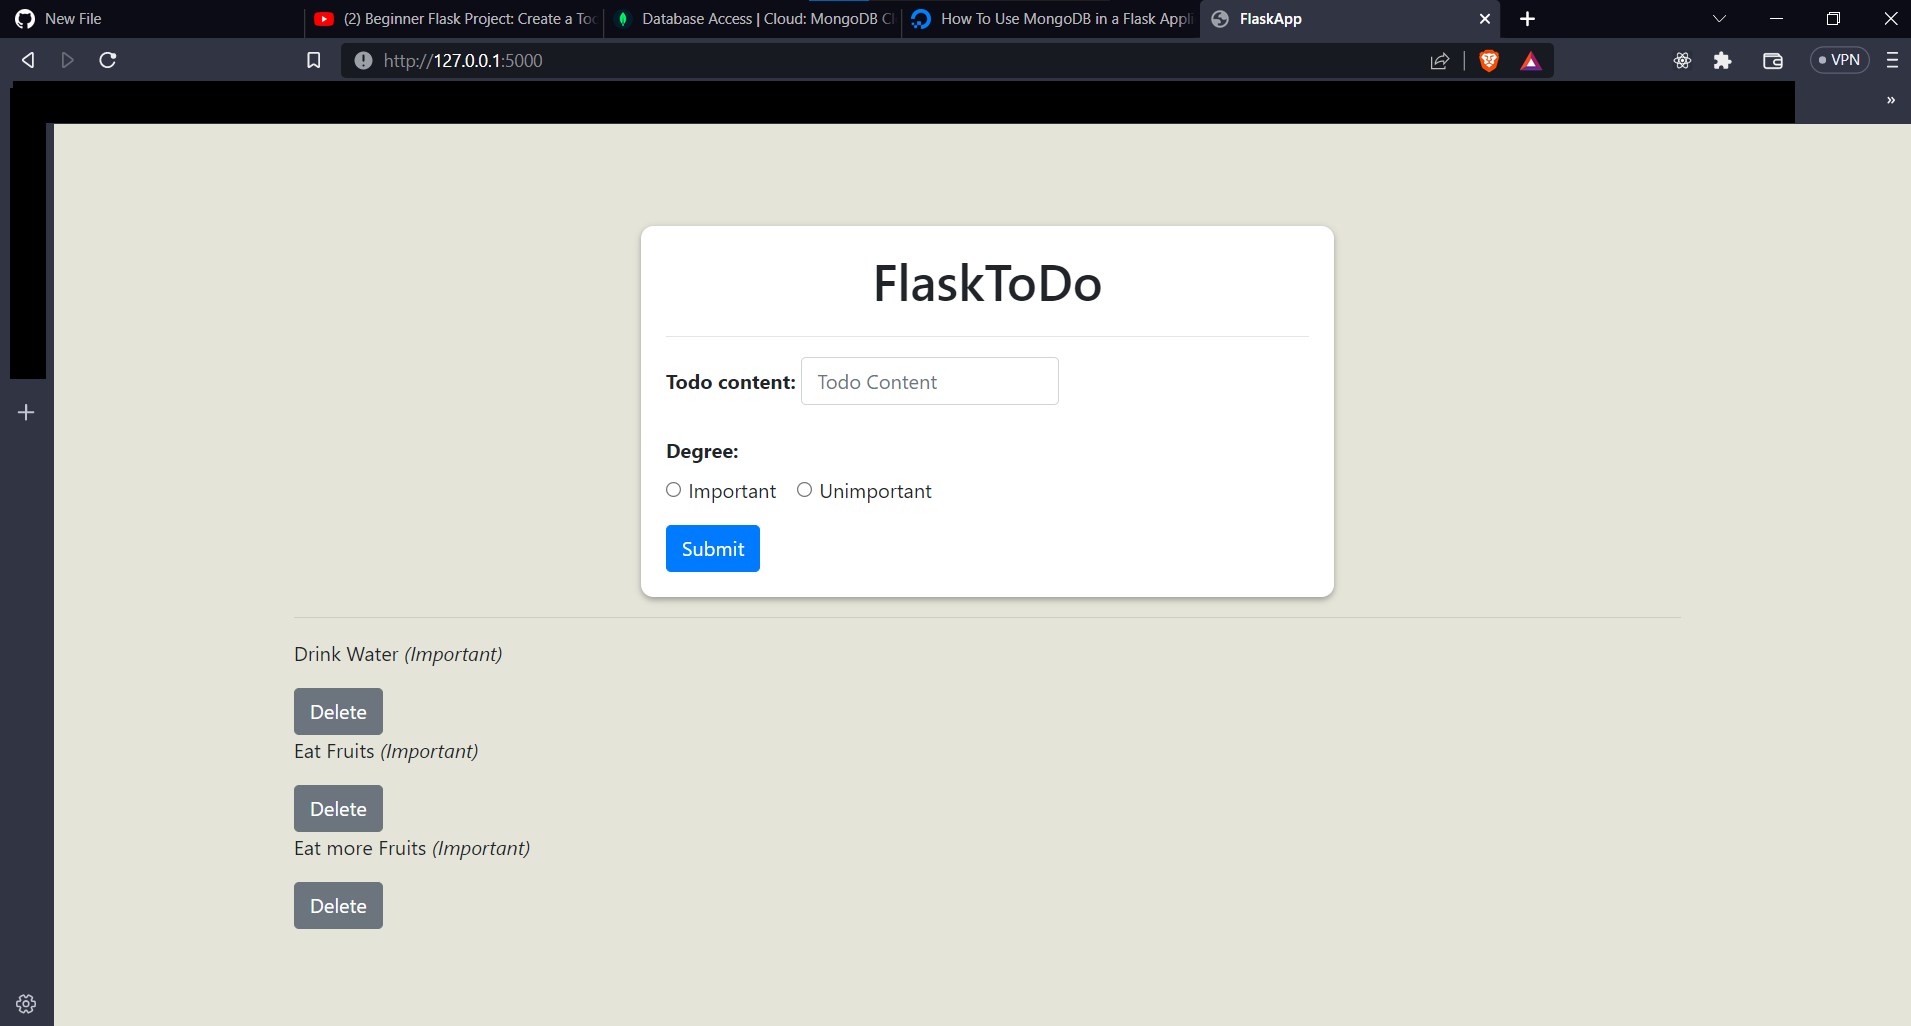 New File
(2) Beginner Flask Project: Create a Too
Database Access | Cloud: MongoDB Cl
How To Use MongoDB in a Flask Appli
FlaskApp
http://127.0.0.1:5000
VPN
»
FlaskToDo
Todo content: Todo Content
Degree:
Important Unimportant
Submit
Drink Water (Important)
Delete
Eat Fruits (Important)
Delete
Eat more Fruits (Important)
Delete